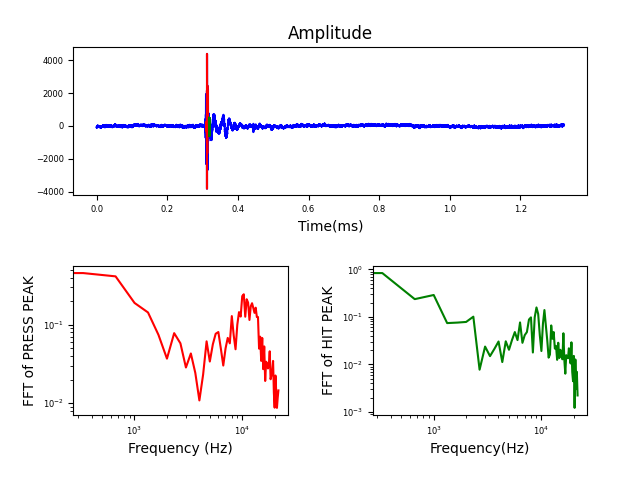 Amplitude
4000
2000
0
−2000
−4000
0.0 0.2 0.4 0.6 0.8 1.0 1.2
Time(ms)
FFT of PRESS PEAK
10⁻¹
10⁻²
10³ 10⁴
Frequency (Hz)
FFT of HIT PEAK
10⁰
10⁻¹
10⁻²
10⁻³
10³ 10⁴
Frequency(Hz)